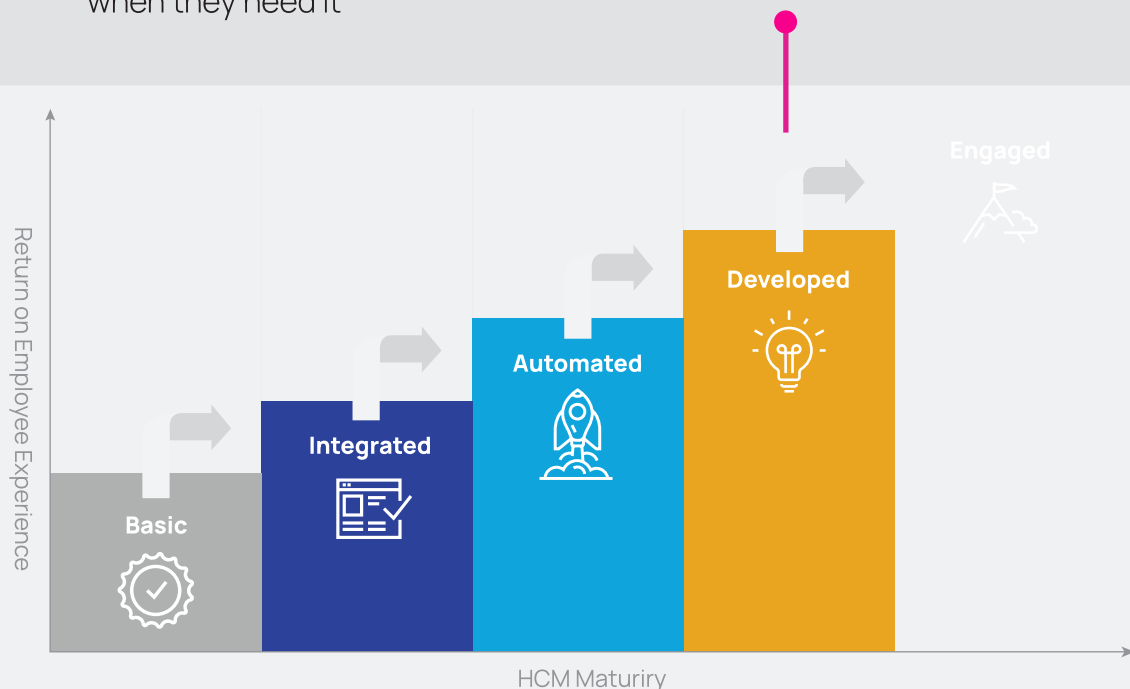 when they need it
Engaged
Developed
Automated
Integrated
Basic
Return on Employee Experience
HCM Maturiry